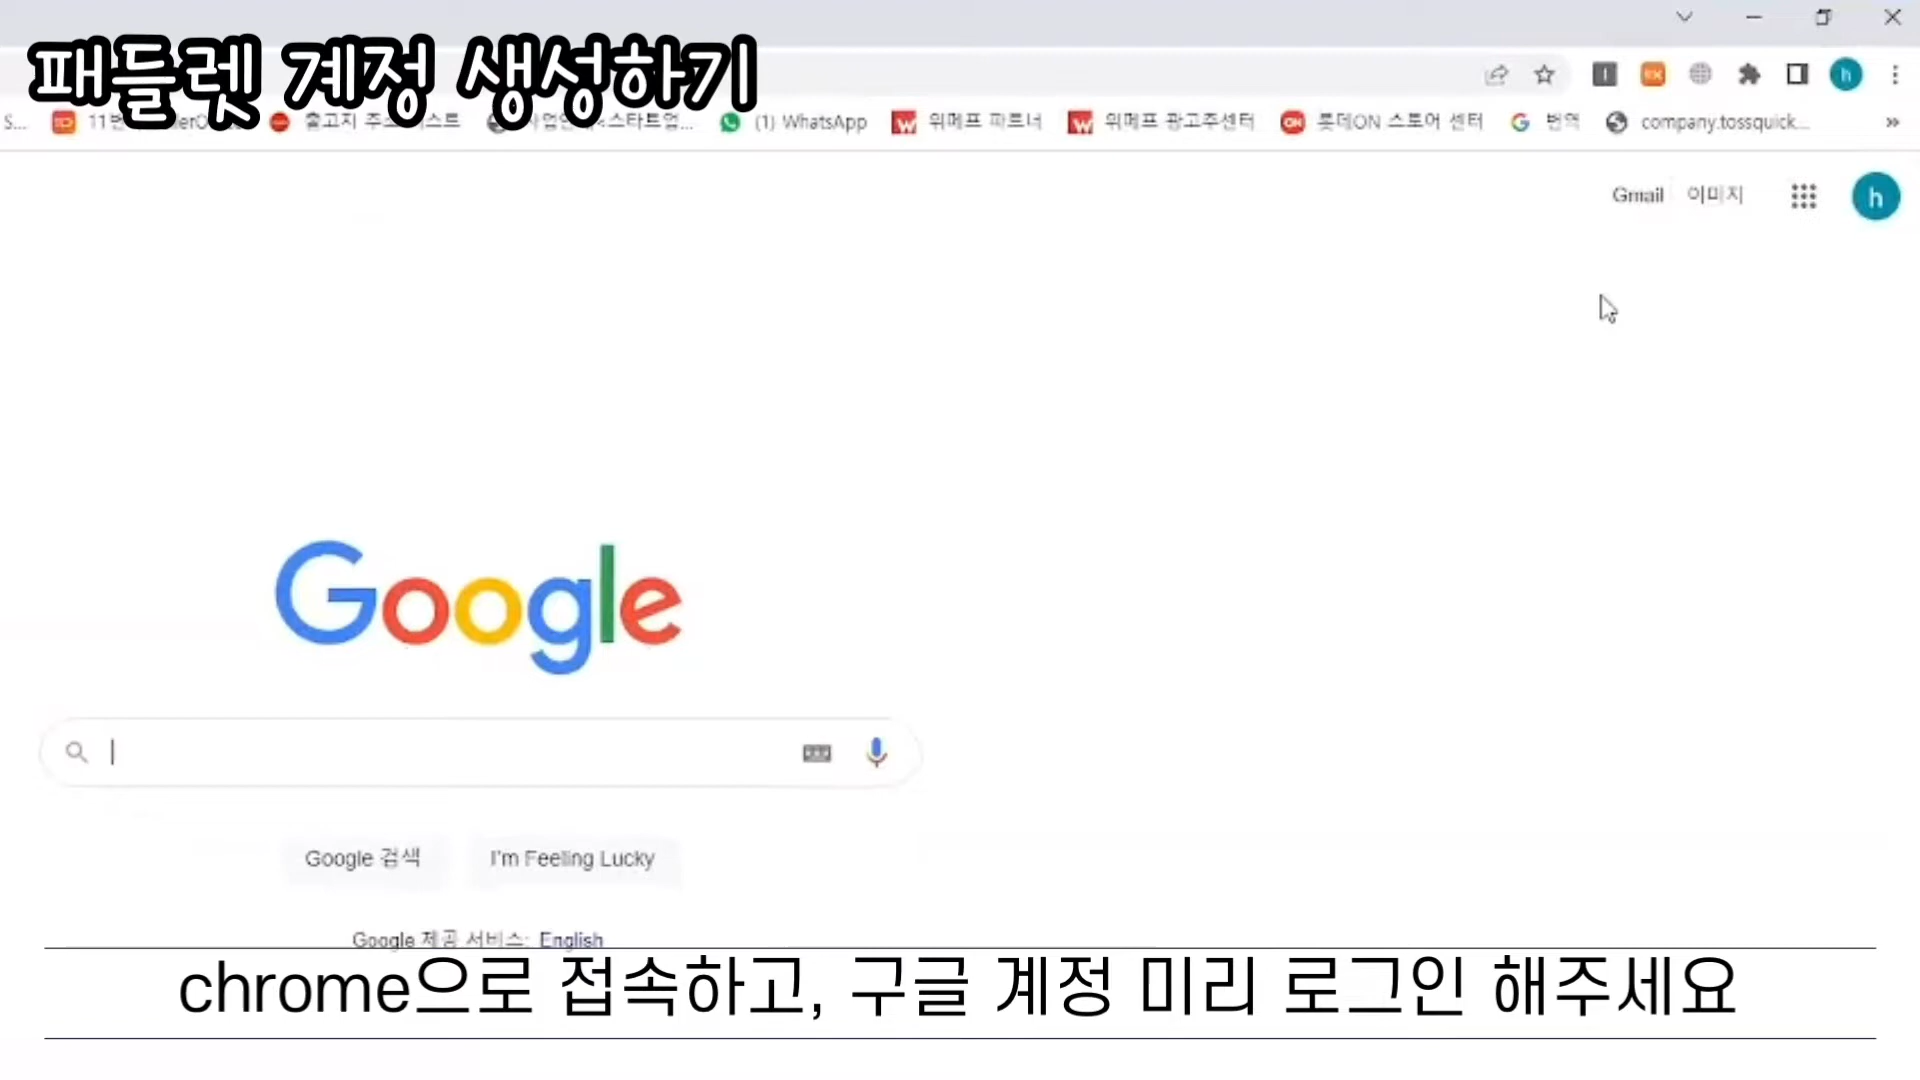 패들렛 계정 생성하기
S... 11번 (1) WhatsApp 위메프 파트너 위메프 광고주센터 롯데ON 스토어 센터 번역 company.tossquick...
Gmail 이미지
h
Google
Google 검색 I'm Feeling Lucky
Google 제공 서비스: English
chrome으로 접속하고, 구글 계정 미리 로그인 해주세요